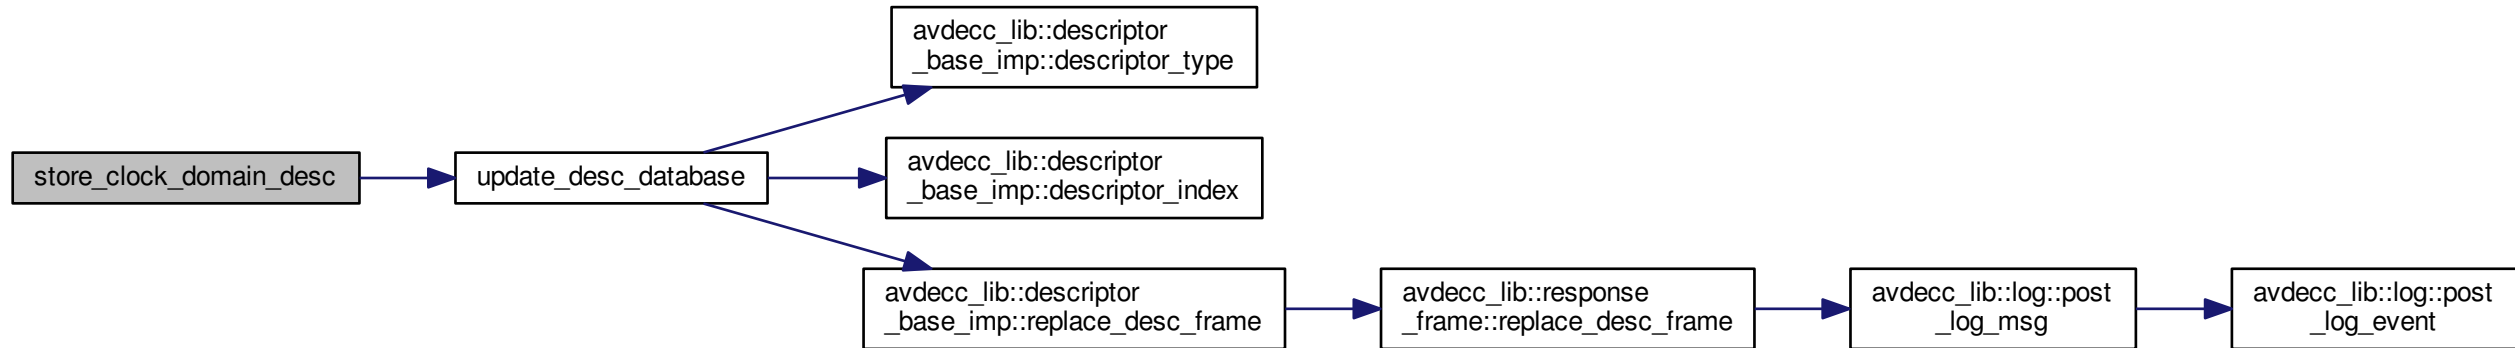 avdecc_lib::descriptor
_base_imp::descriptor_type
store_clock_domain_desc
update_desc_database
avdecc_lib::descriptor
_base_imp::descriptor_index
avdecc_lib::descriptor
_base_imp::replace_desc_frame
avdecc_lib::response
_frame::replace_desc_frame
avdecc_lib::log::post
_log_msg
avdecc_lib::log::post
_log_event